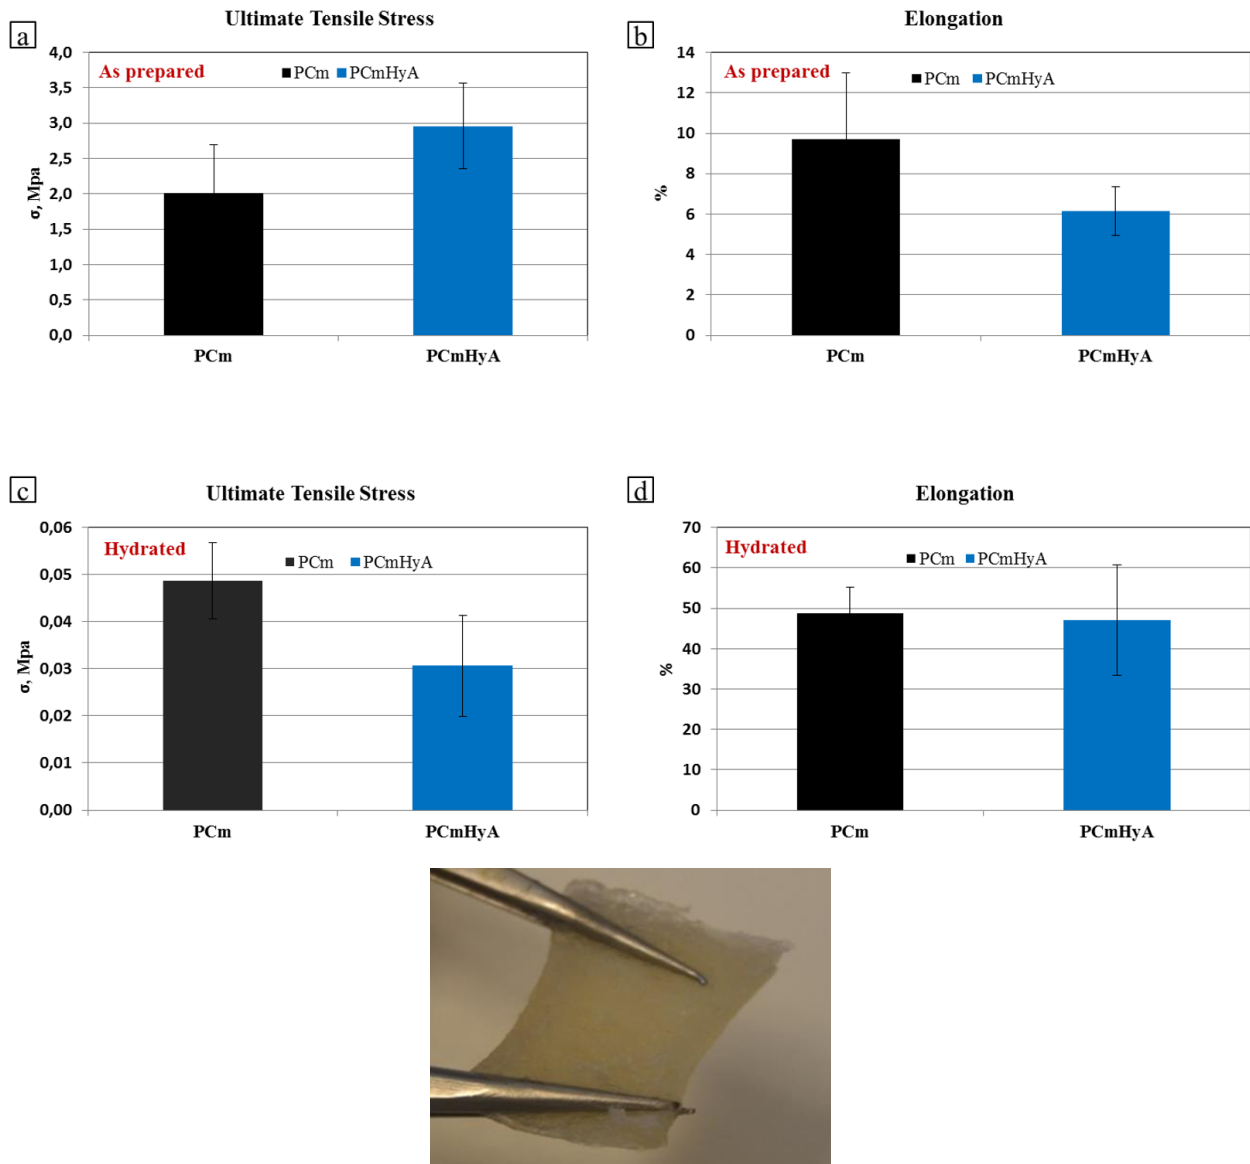 a
Ultimate Tensile Stress
As prepared
PCm PCmHyA
4,0
3,5
3,0
2,5
2,0
1,5
1,0
0,5
0,0
σ, Mpa
PCm PCmHyA
b
Elongation
As prepared
PCm PCmHyA
14
12
10
8
6
4
2
0
%
PCm PCmHyA
c
Ultimate Tensile Stress
Hydrated
PCm PCmHyA
0,06
0,05
0,04
0,03
0,02
0,01
0,00
σ, Mpa
PCm PCmHyA
d
Elongation
Hydrated
PCm PCmHyA
70
60
50
40
30
20
10
0
%
PCm PCmHyA